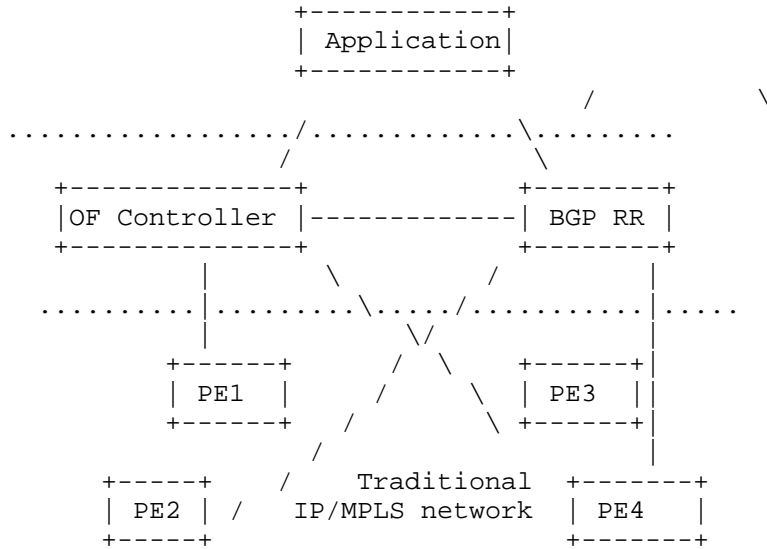 Application
OF Controller BGP RR
PE1 PE3
Traditional
PE2 IP/MPLS network PE4